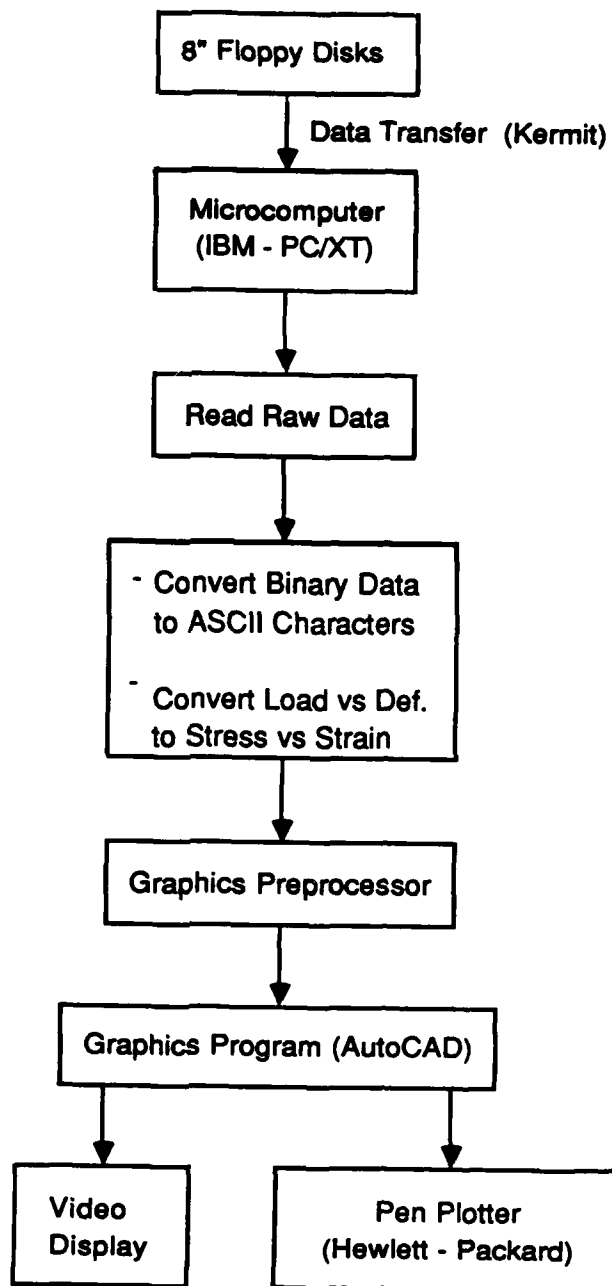 8" Floppy Disks
Data Transfer (Kermit)
Microcomputer
(IBM - PC/XT)
Read Raw Data
- Convert Binary Data
to ASCII Characters
- Convert Load vs Def.
to Stress vs Strain
Graphics Preprocessor
Graphics Program (AutoCAD)
Video
Display
Pen Plotter
(Hewlett - Packard)